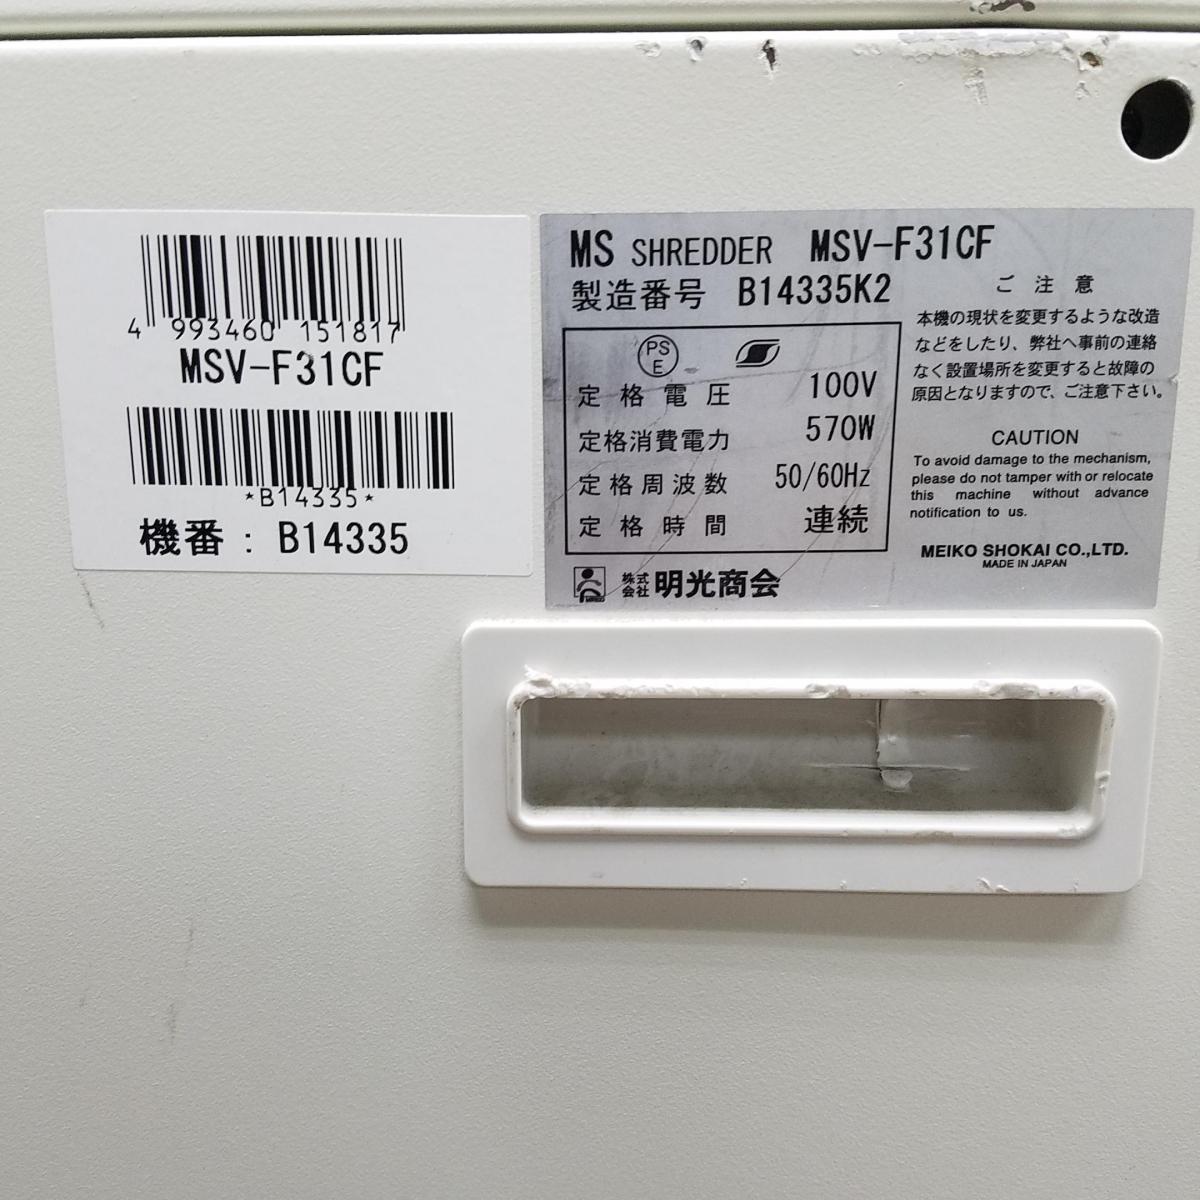 4 993460 151817
MSV-F31CF
*B14335*
機番：B14335
MS SHREDDER MSV-F31CF
製造番号 B14335K2
PS
E
定格電圧 100V
定格消費電力 570W
定格周波数 50/60Hz
定格時間 連続
株式
会社 明光商会
ご注意
本機の現状を変更するような改造
などをしたり、弊社へ事前の連絡
なく設置場所を変更すると故障の
原因となりますので、ご注意下さい。
CAUTION
To avoid damage to the mechanism,
please do not tamper with or relocate
this machine without advance
notification to us.
MEIKO SHOKAI CO.,LTD.
MADE IN JAPAN